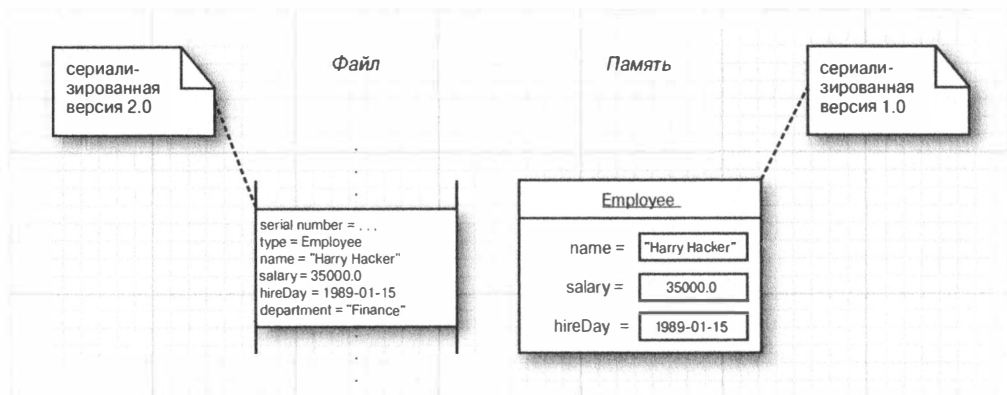 сериали-
зированная
версия 2.0
Файл
Память
сериали-
зированная
версия 1.0
serial number = . . .
type = Employee
name = "Harry Hacker"
salary = 35000.0
hireDay = 1989-01-15
department = "Finance"
Employee
name = "Harry Hacker"
salary = 35000.0
hireDay = 1989-01-15